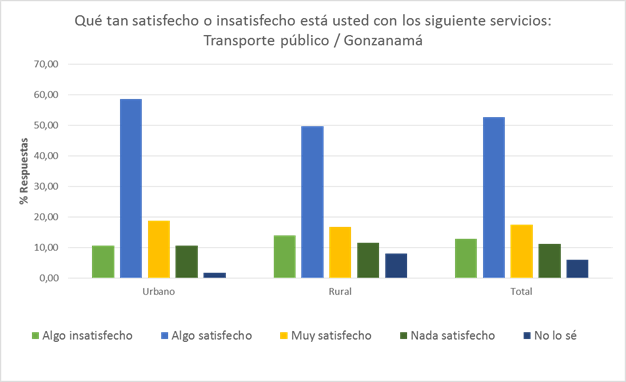 Qué tan satisfecho o insatisfecho está usted con los siguiente servicios:
Transporte público / Gonzanamá
% Respuestas
70,00
60,00
50,00
40,00
30,00
20,00
10,00
0,00
Urbano Rural Total
Algo insatisfecho Algo satisfecho Muy satisfecho Nada satisfecho No lo sé